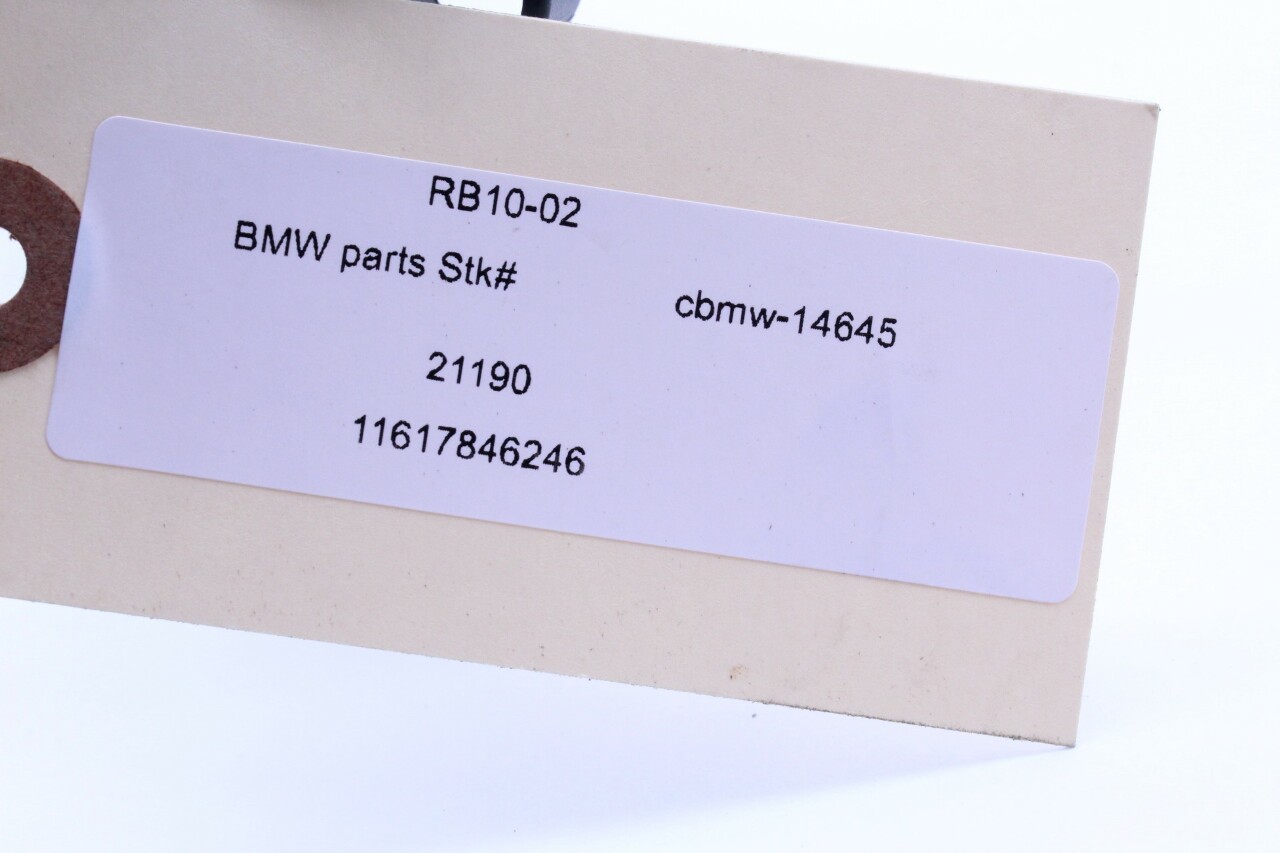 RB10-02
BMW parts Stk# cbmw-14645
21190
11617846246